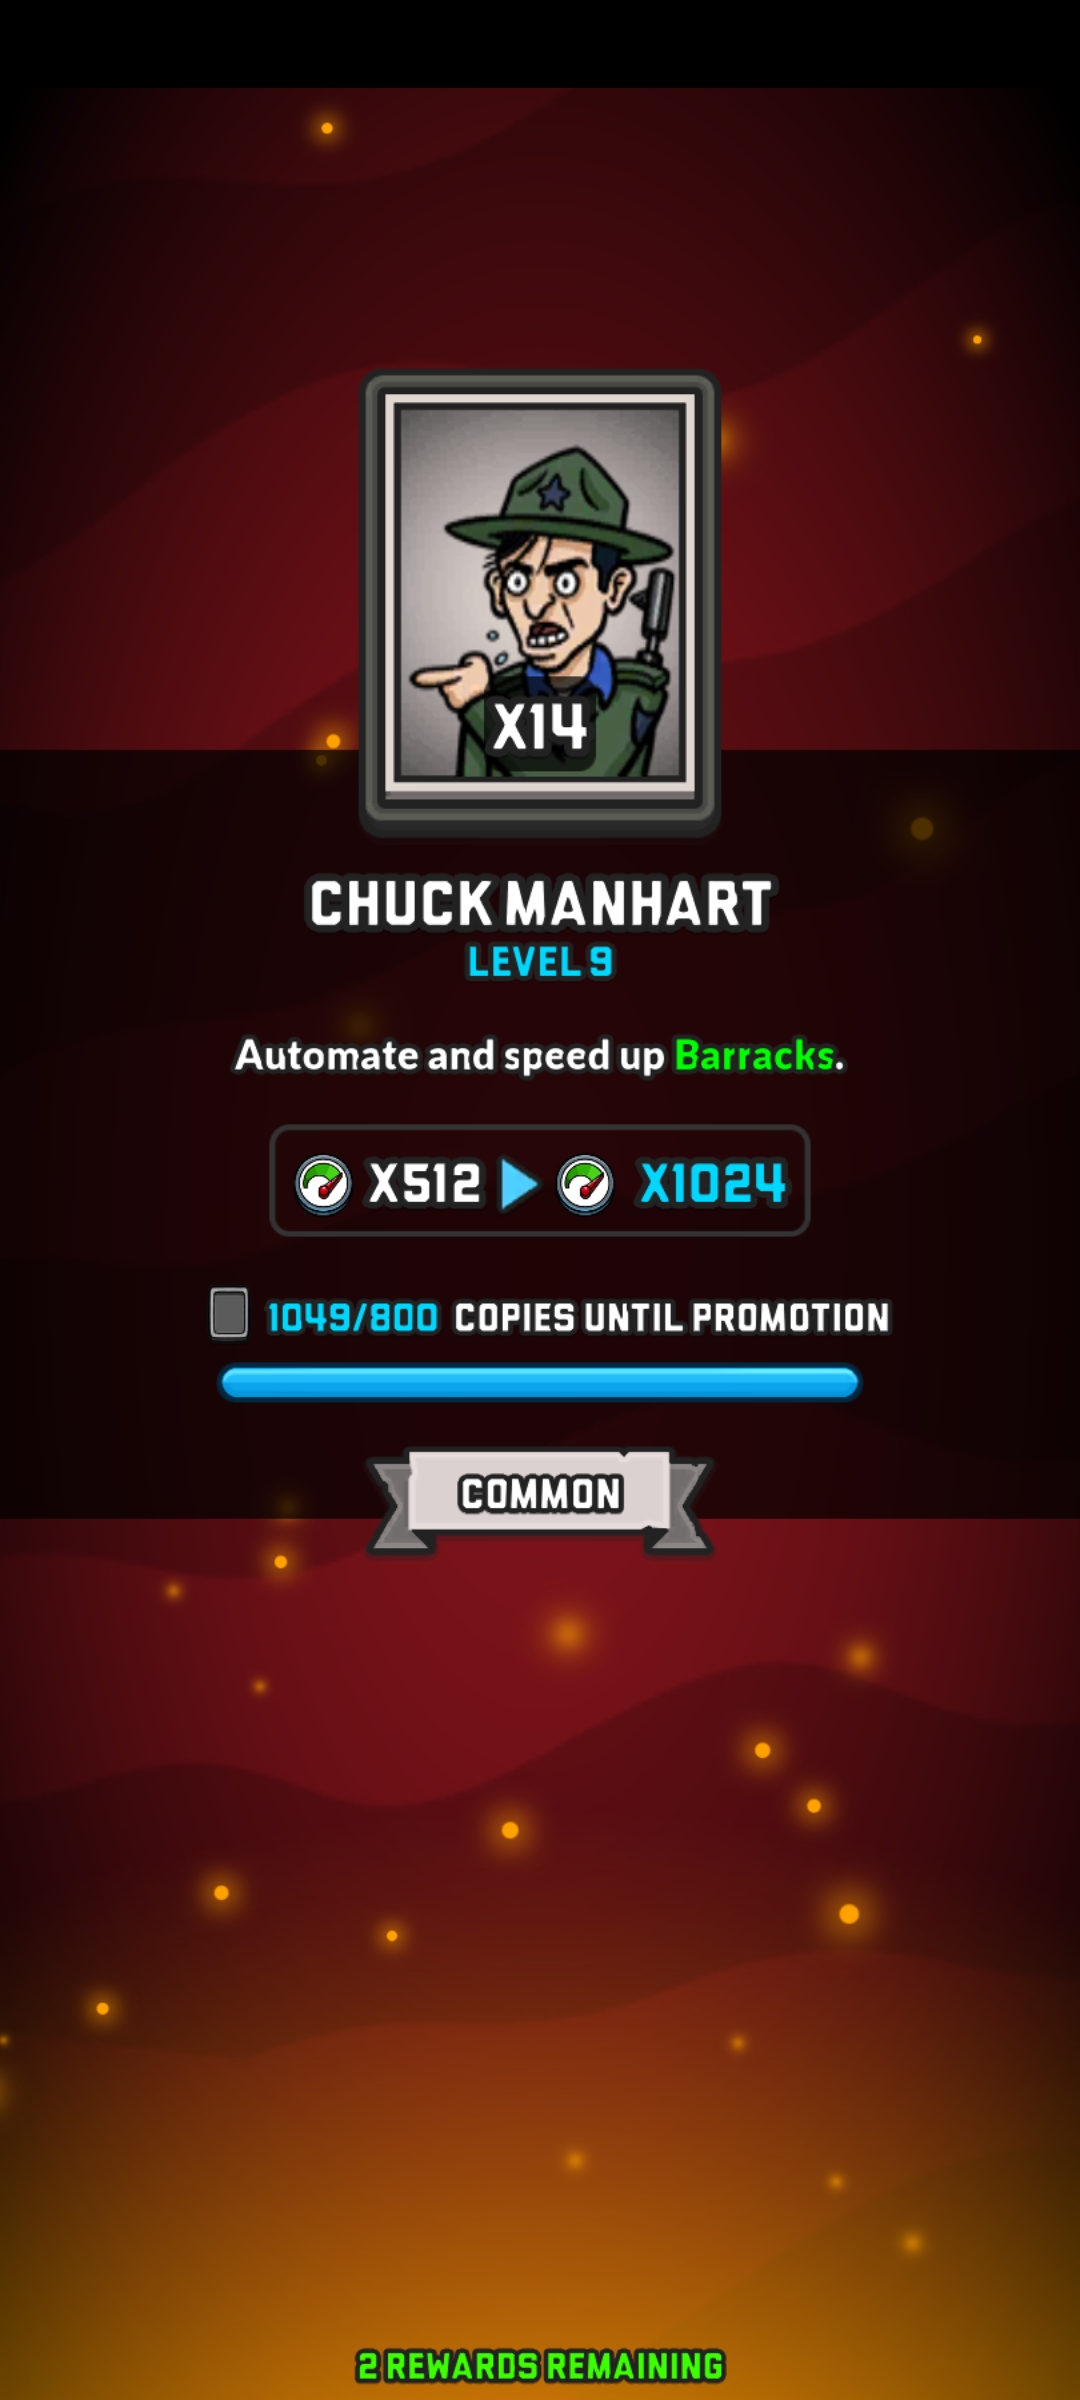 X14
CHUCK MANHART
LEVEL 9
Automate and speed up Barracks.
X512 X1024
1049/800 COPIES UNTIL PROMOTION
COMMON
2 REWARDS REMAINING